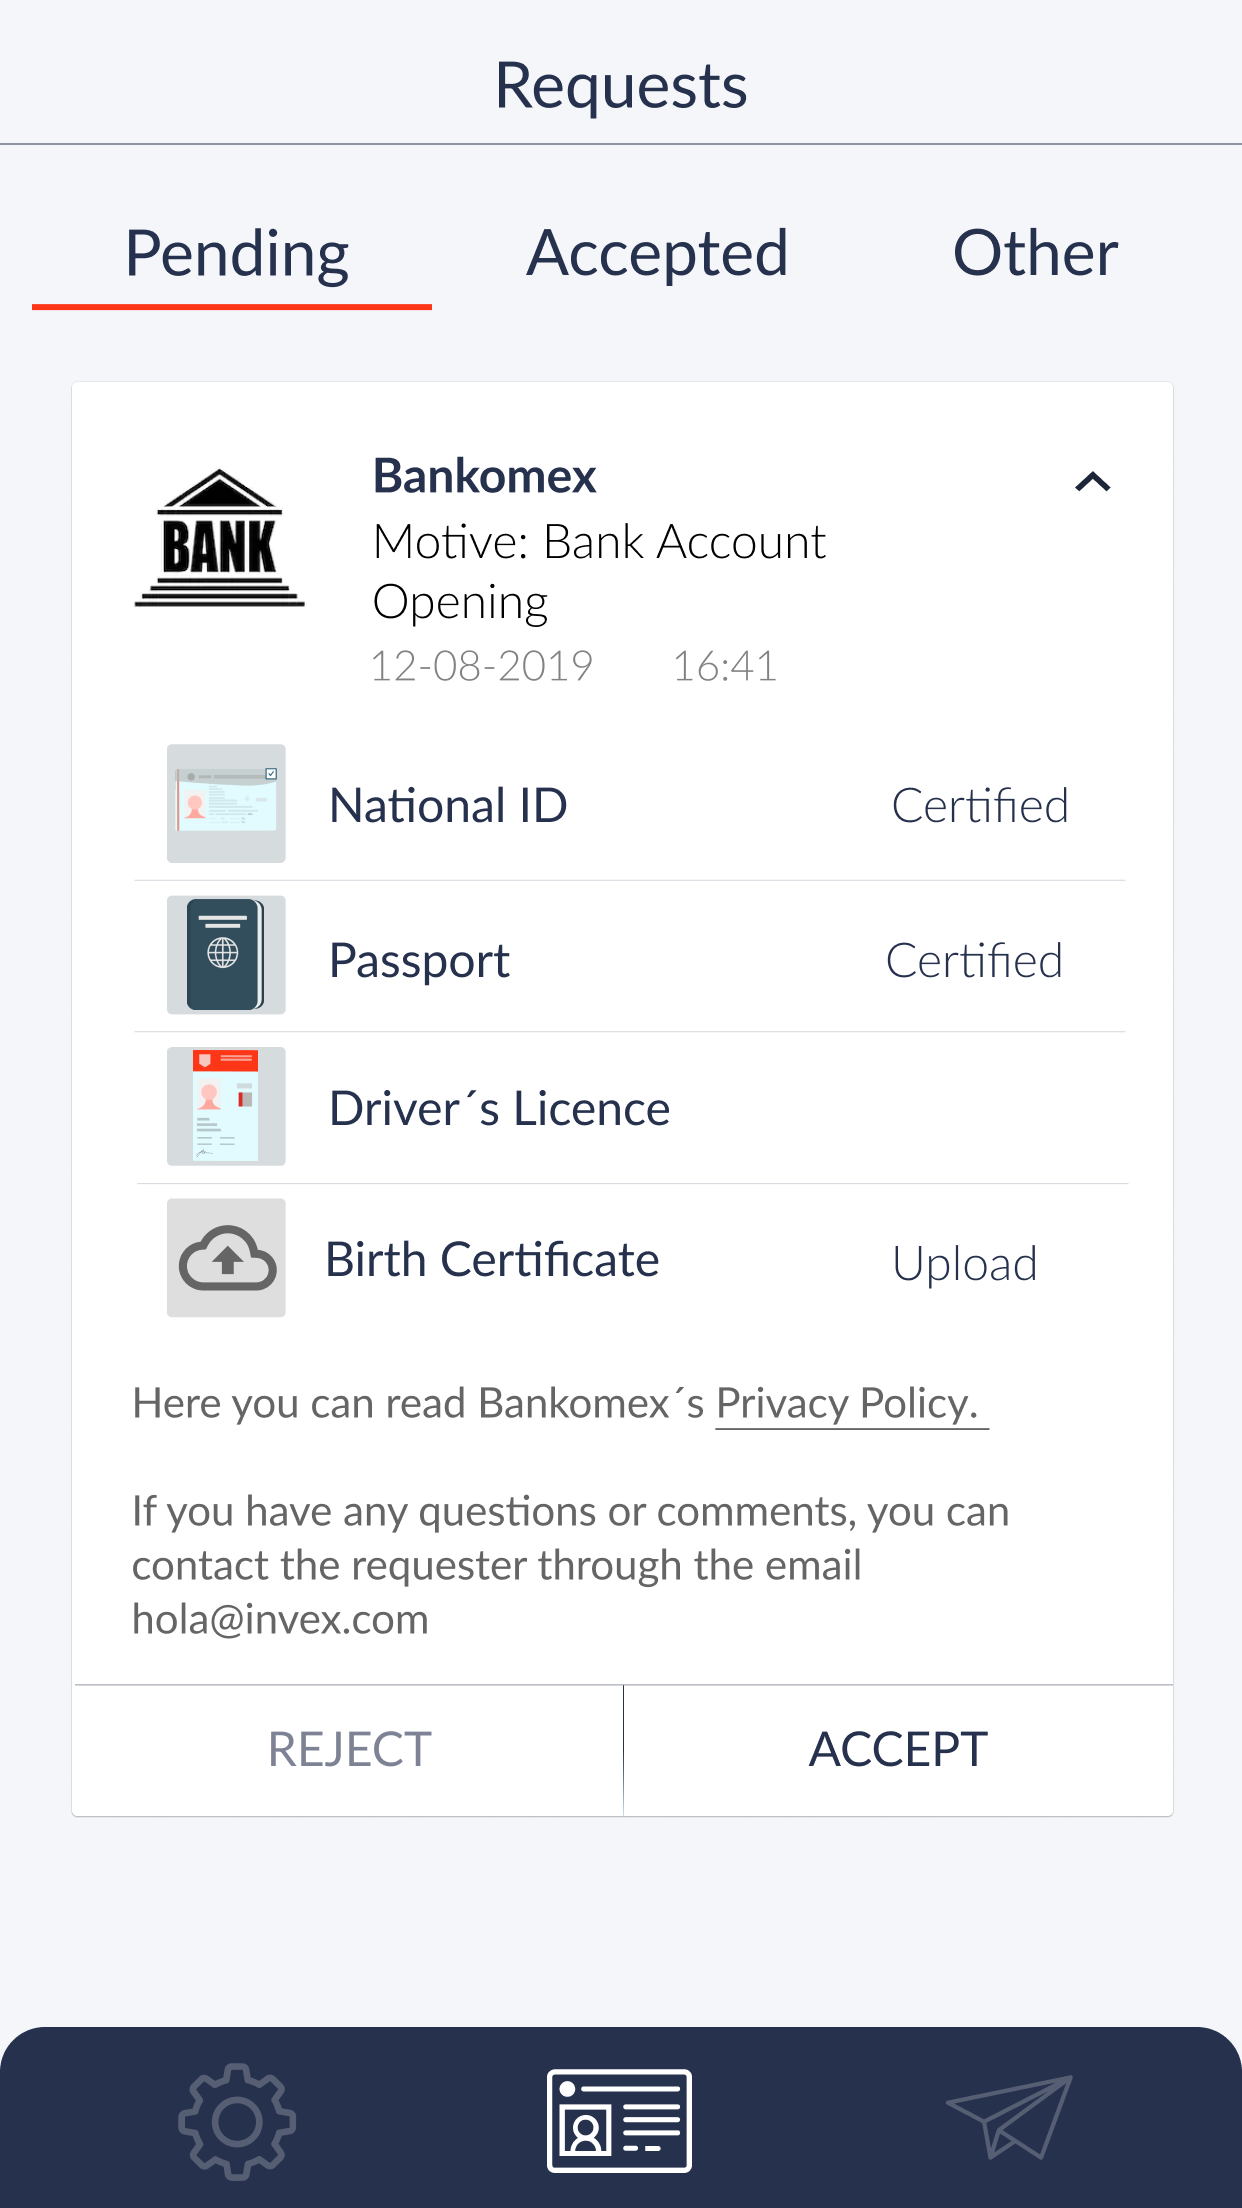 Requests
Pending Accepted Other
Bankomex
BANK
Motive: Bank Account
Opening
12-08-2019 16:41
National ID Certified
Passport Certified
Driver´s Licence
Birth Certificate Upload
Here you can read Bankomex´s Privacy Policy.
If you have any questions or comments, you can
contact the requester through the email
hola@invex.com
REJECT ACCEPT